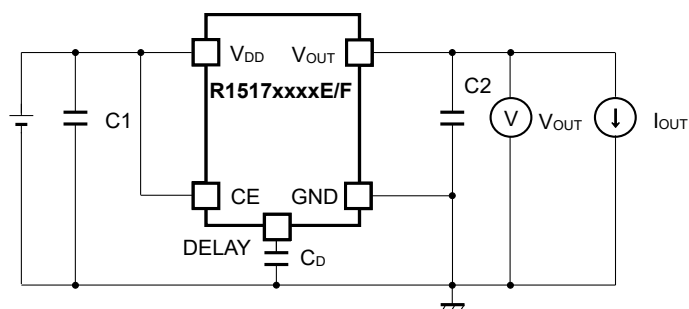 VDD VOUT
R1517xxxxE/F
C1
C2
V VOUT
IOUT
CE GND
DELAY
CD